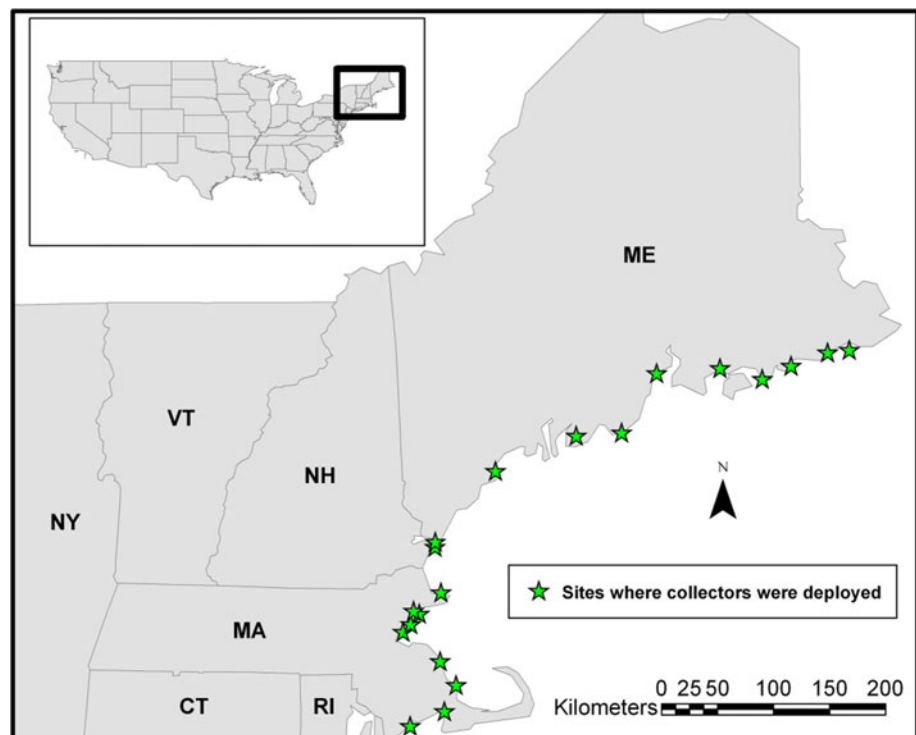 ME
VT
NH
NY
N
Sites where collectors were deployed
MA
CT
RI
Kilometers
0 25 50 100 150 200